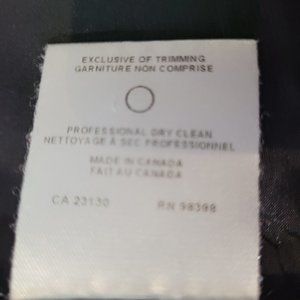 EXCLUSIVE OF TRIMMING
GARNITURE NON COMPRISE
PROFESSIONAL DRY CLEAN
NETTOYAGE À SEC PROFESSIONNEL
MADE IN CANADA
FAIT AU CANADA
CA 23130 RN 98398